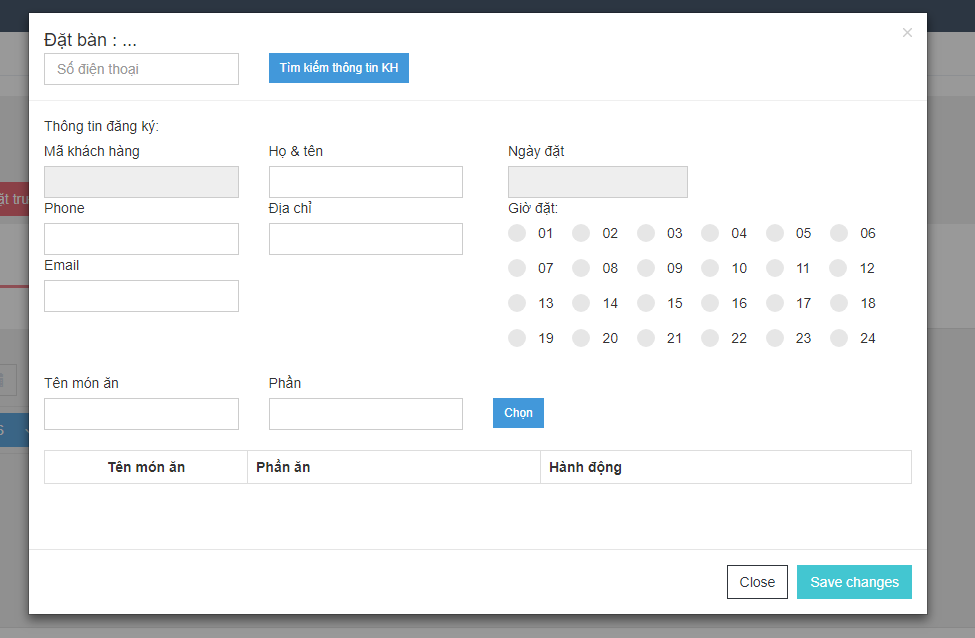 Đặt bàn : ...
×
Số điện thoại
Tìm kiếm thông tin KH
Thông tin đăng ký:
Mã khách hàng Họ & tên Ngày đặt
Phone Địa chỉ Giờ đặt:
01 02 03 04 05 06
Email
07 08 09 10 11 12
13 14 15 16 17 18
19 20 21 22 23 24
Tên món ăn Phần
Chọn
Tên món ăn Phần ăn Hành động
Close Save changes